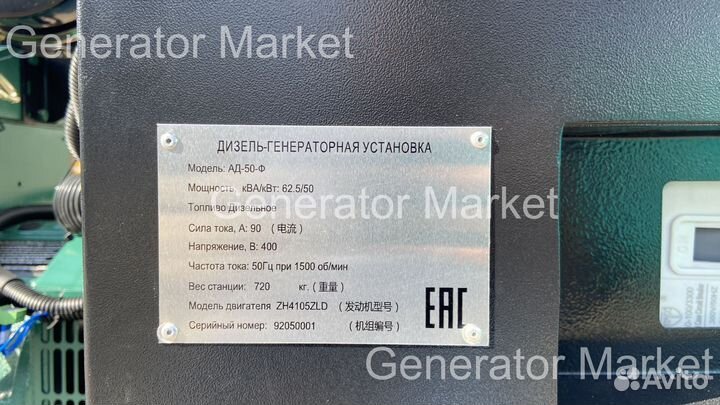 Generator Market
ДИЗЕЛЬ-ГЕНЕРАТОРНАЯ УСТАНОВКА
Модель: АД-50-Ф
Мощность, кВА/кВт: 62.5/50
Топливо Дизельное
Generator Market
Сила тока, А: 90 (电流)
Напряжение, В: 400
Частота тока: 50Гц при 1500 об/мин
Вес станции: 720 кг. (重量)
Модель двигателя ZH4105ZLD (发动机型号)
Серийный номер: 92050001 (机组编号)
EAC
Generator Market
Avito